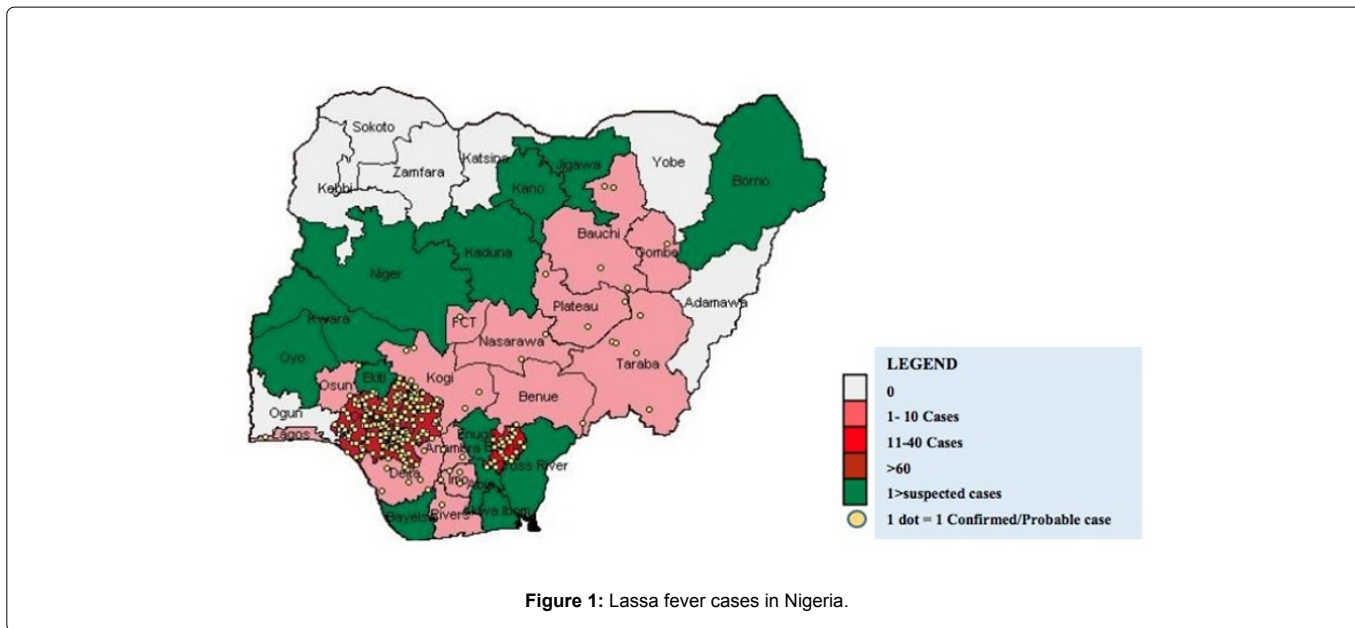 Sokoto
Katsina
Zamfara
Kebbi
Jigawa
Yobe
Kano
Borno
Bauchi
Gombe
Kaduna
Niger
Adamawa
Plateau
FCT
Kwara
Nasarawa
Taraba
Oyo
Kogi
Ekiti
Osun
Benue
Ogun
Lagos
Enugu
Anambra
Cross River
Delta
Imo
Bayelsa
Rivers
Akwa Ibom
LEGEND
0
1- 10 Cases
11-40 Cases
>60
1>suspected cases
1 dot = 1 Confirmed/Probable case
Figure 1: Lassa fever cases in Nigeria.